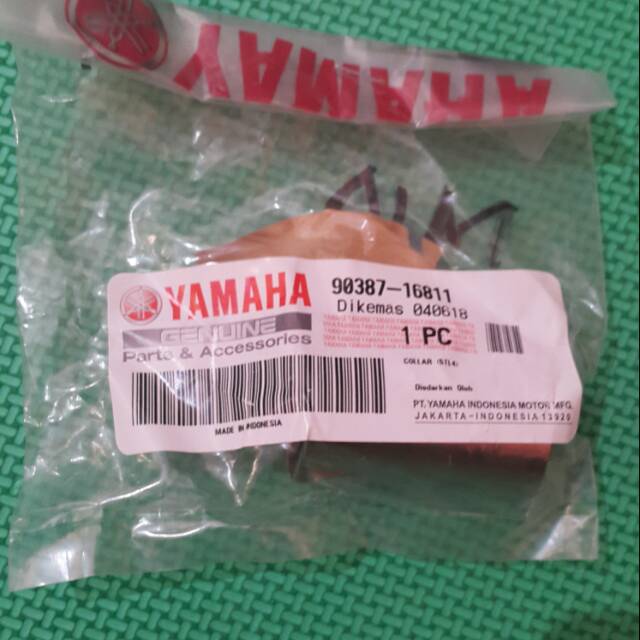 YAMAHA
YAMAHA
GENUINE
Parts & Accessories
90387-16811
Dikemas 040618
1 PC
COLLAR
Diedarkan Oleh
PT. YAMAHA INDONESIA MOTOR MFG.
JAKARTA-INDONESIA 13920
MADE IN INDONESIA